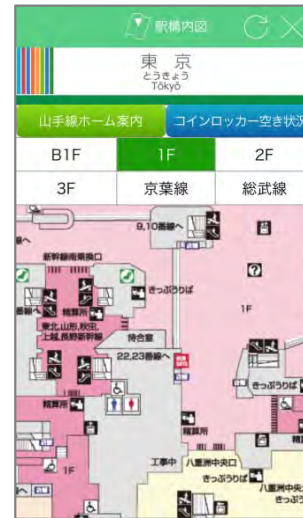 駅構内図
東 京
とうきょう
Tōkyō
山手線ホーム案内
コインロッカー空き状況
B1F
1F
2F
3F
京葉線
総武線
9,10番線へ
新幹線南乗換口
きっぷうりば
精算所
1F
東北,山形,秋田,
上越,長野新幹線
待合室
22,23番線へ
きっぷうりば
精算所
精算所
1F
工事中
八重洲中央口
きっぷうりば
八重洲中央